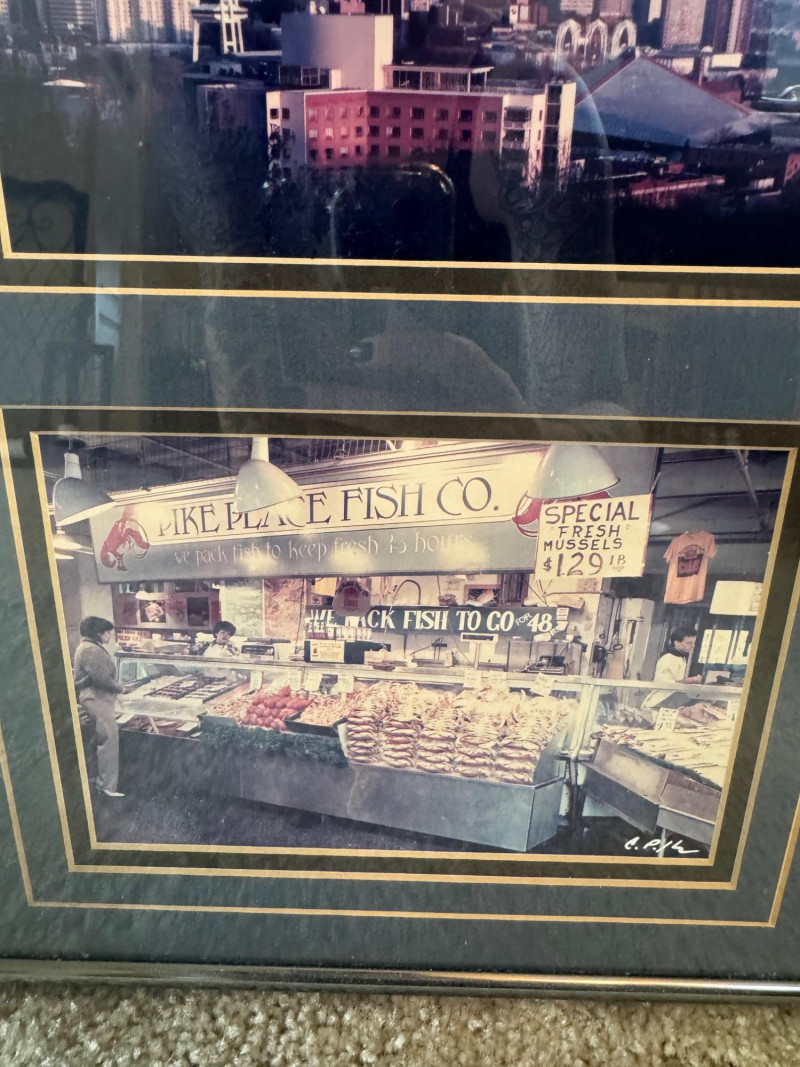 PIKE PLACE FISH CO.
we pack fish to keep fresh 48 hours
SPECIAL
FRESH
MUSSELS
$1.29 LB
WE PACK FISH TO GO FOR 48